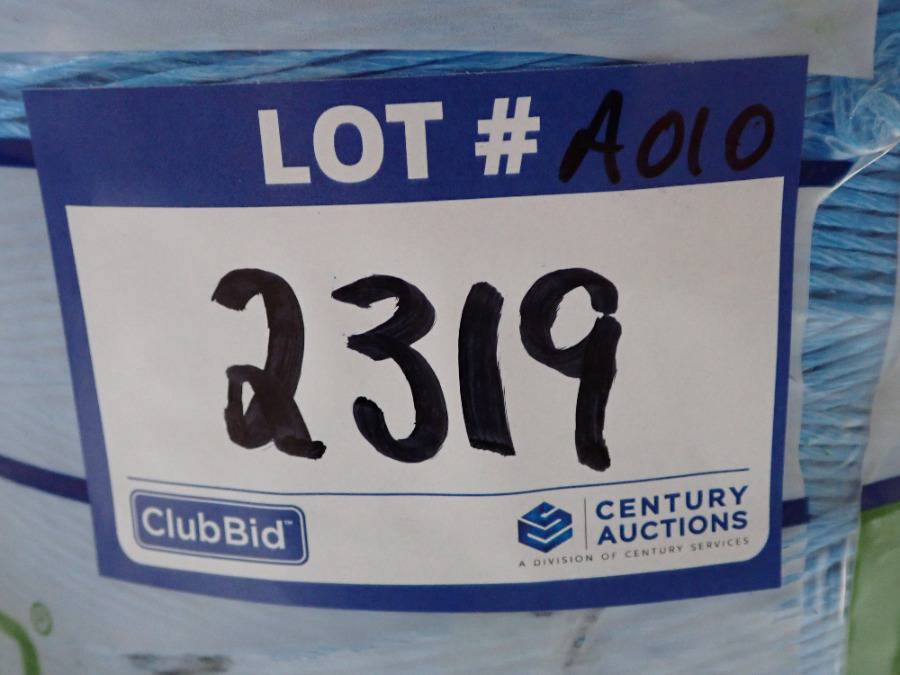 LOT # A010
2319
ClubBid™
CENTURY
AUCTIONS
A DIVISION OF CENTURY SERVICES